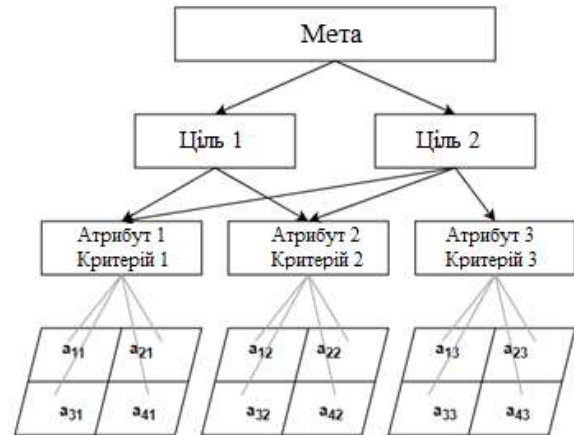 Мета
Ціль 1
Ціль 2
Атрибут 1
Критерій 1
Атрибут 2
Критерій 2
Атрибут 3
Критерій 3
a11 a21
a31 a41
a12 a22
a32 a42
a13 a23
a33 a43